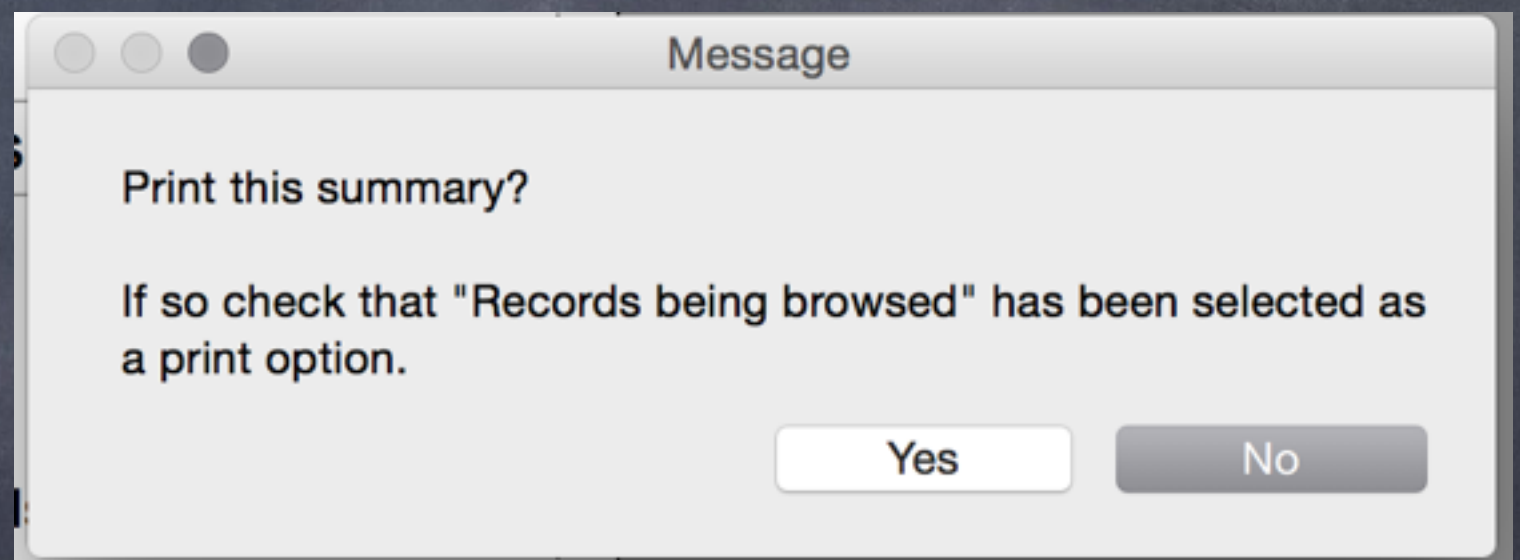 Message
Print this summary?
If so check that "Records being browsed" has been selected as
a print option.
Yes No